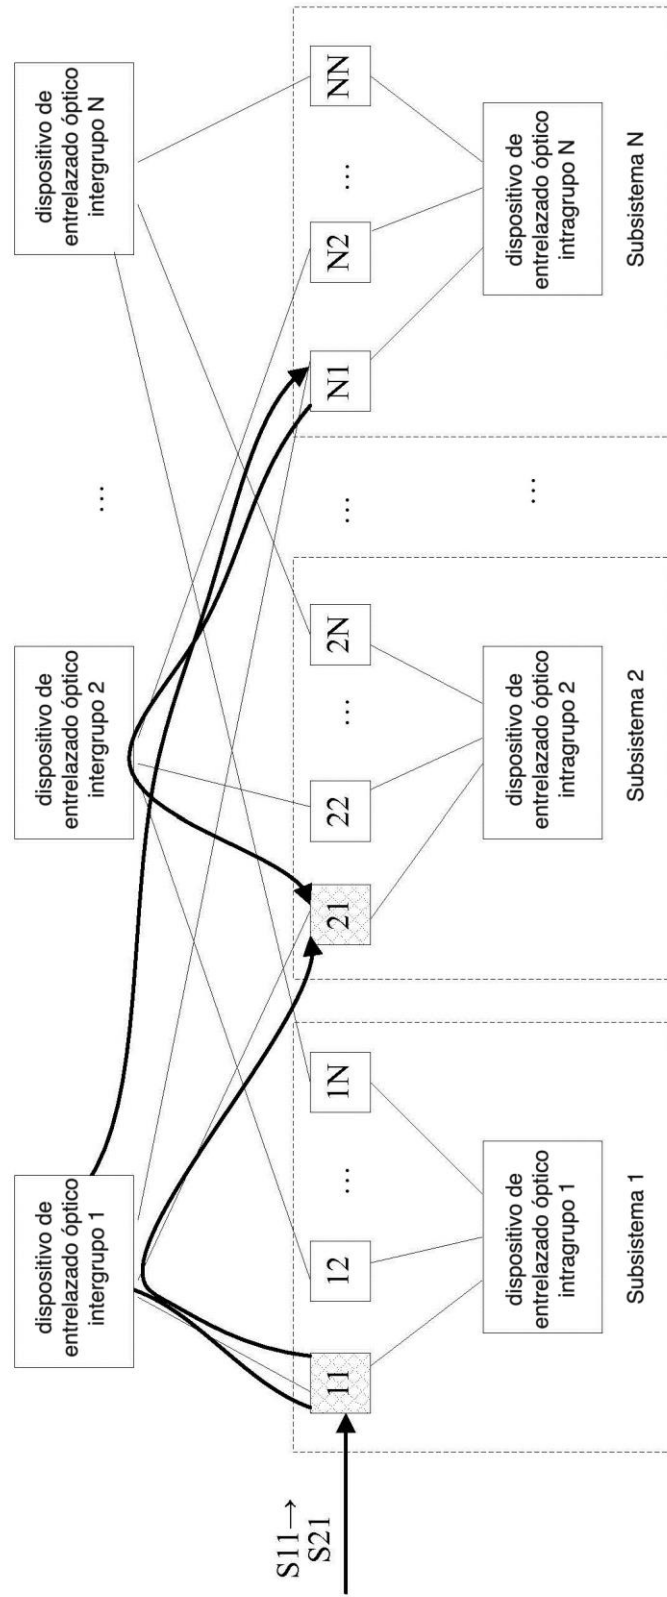 dispositivo de
entrelazado óptico
intergrupo 1
dispositivo de
entrelazado óptico
intergrupo 2
…
dispositivo de
entrelazado óptico
intergrupo N
S11→
S21
11
12
…
1N
21
22
…
2N
…
N1
N2
…
NN
dispositivo de
entrelazado óptico
intragrupo 1
dispositivo de
entrelazado óptico
intragrupo 2
…
dispositivo de
entrelazado óptico
intragrupo N
Subsistema 1
Subsistema 2
Subsistema N